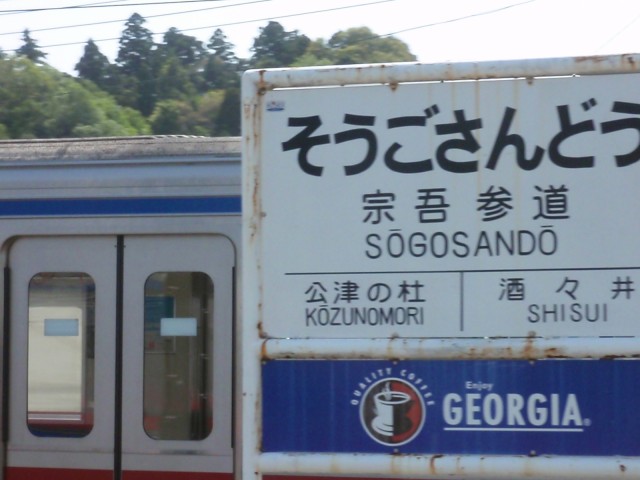 そうごさんどう
宗吾参道
SŌGOSANDŌ
公津の杜
KŌZUNOMORI
酒々井
SHISUI
QUALITY COFFEE
Enjoy
GEORGIA®